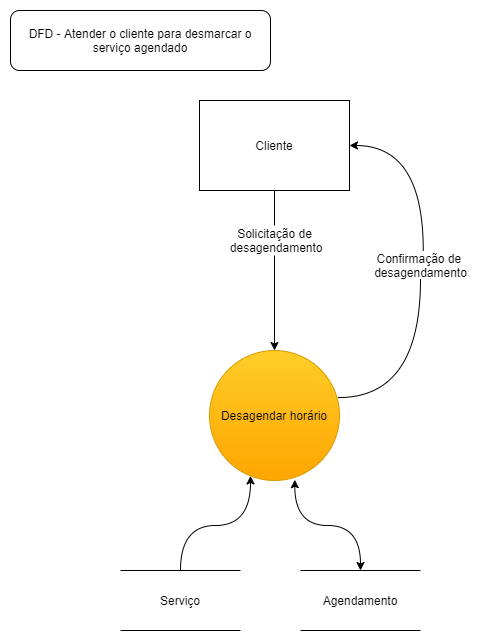 DFD - Atender o cliente para desmarcar o
serviço agendado
Cliente
Solicitação de
desagendamento
Confirmação de
desagendamento
Desagendar horário
Serviço
Agendamento